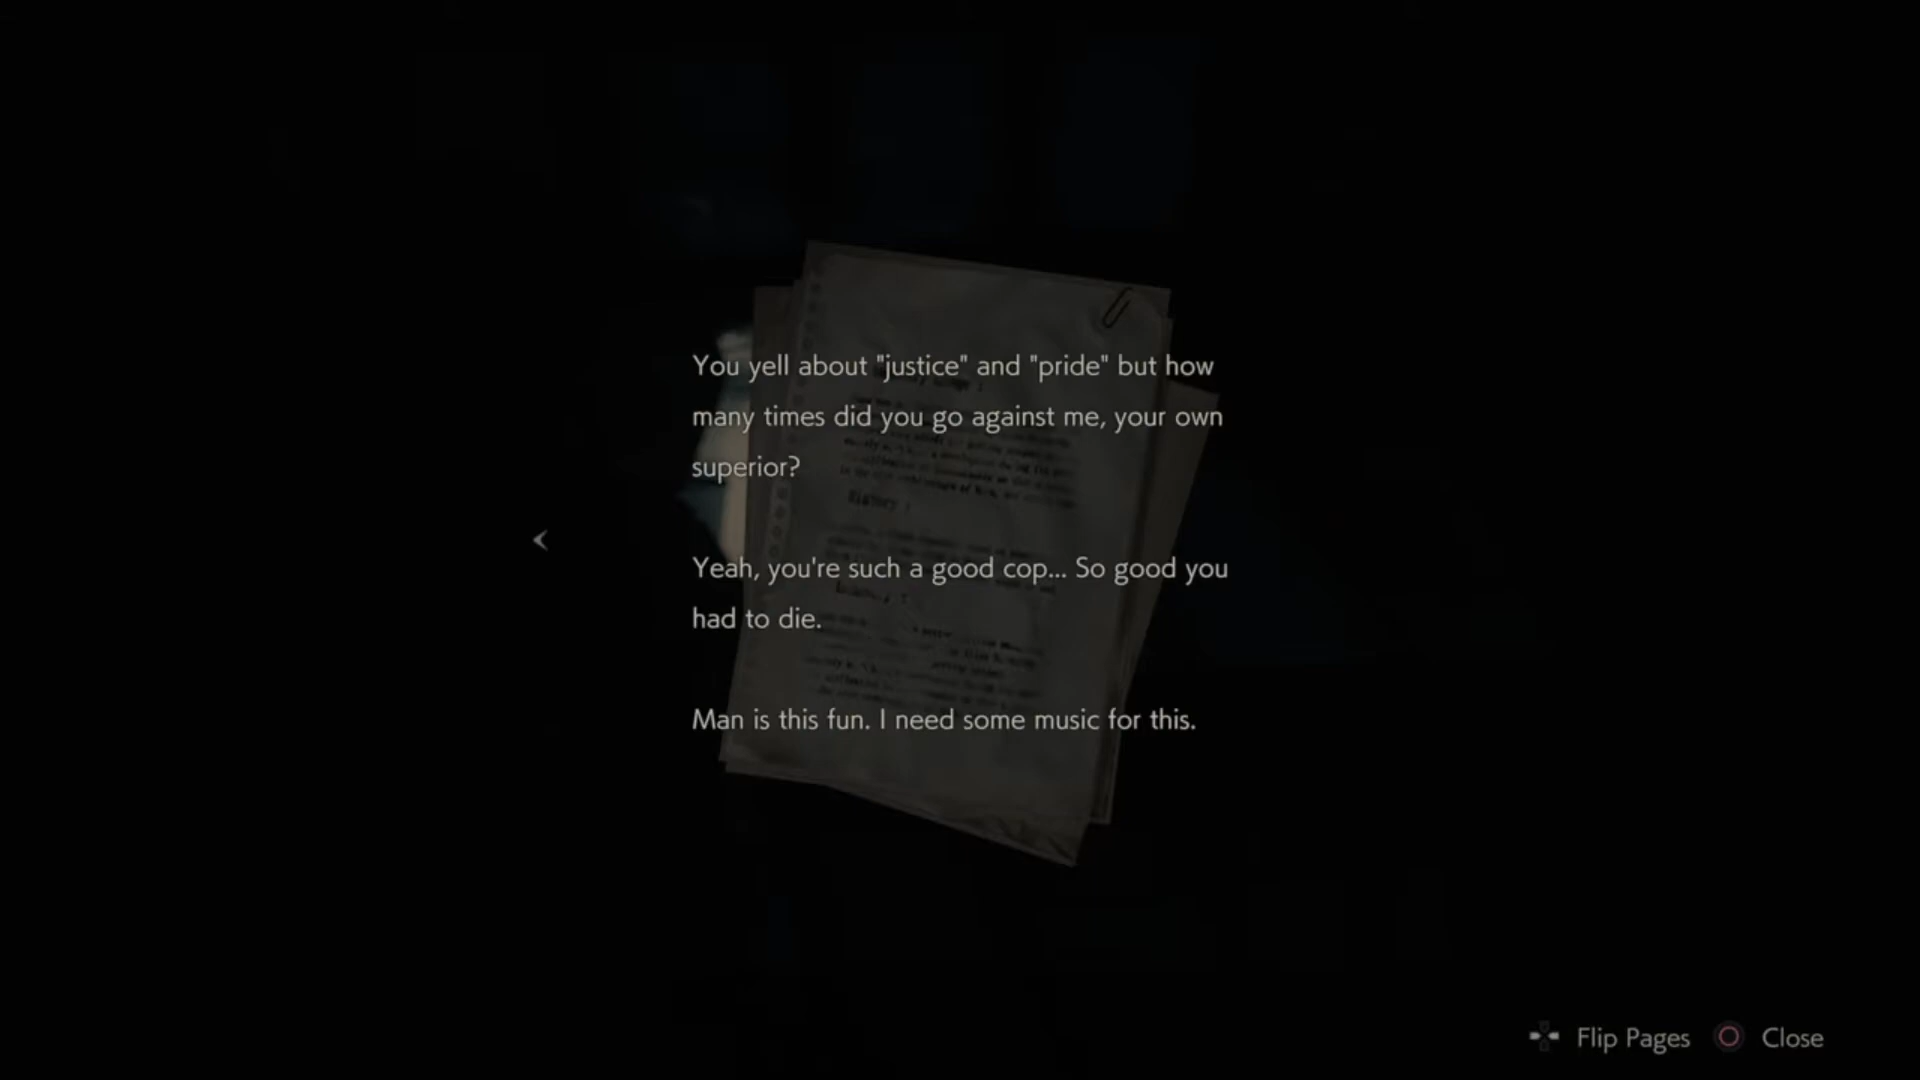 You yell about "justice" and "pride" but how
many times did you go against me, your own
superior?
Yeah, you're such a good cop... So good you
had to die.
Man is this fun. I need some music for this.
History :
Flip Pages
Close